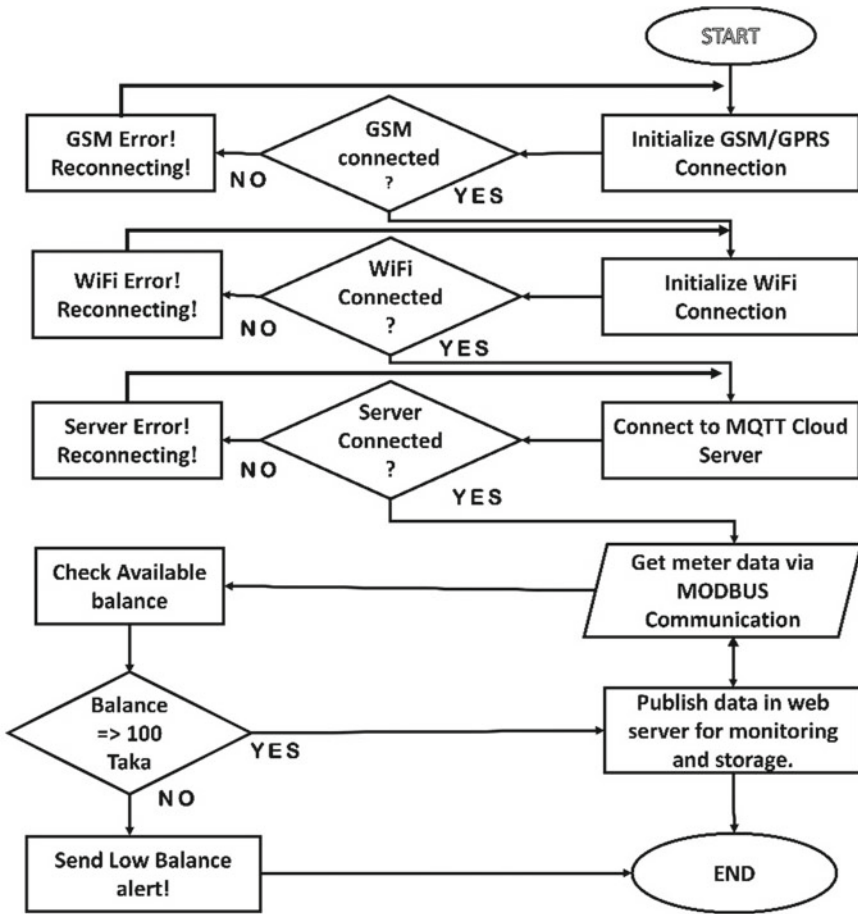 START
GSM Error!
Reconnecting!
NO
GSM
connected
?
YES
Initialize GSM/GPRS
Connection
WiFi Error!
Reconnecting!
NO
WiFi
Connected
?
YES
Initialize WiFi
Connection
Server Error!
Reconnecting!
NO
Server
Connected
?
YES
Connect to MQTT Cloud
Server
Check Available
balance
Get meter data via
MODBUS
Communication
Balance
=> 100
Taka
YES
NO
Publish data in web
server for monitoring
and storage.
Send Low Balance
alert!
END